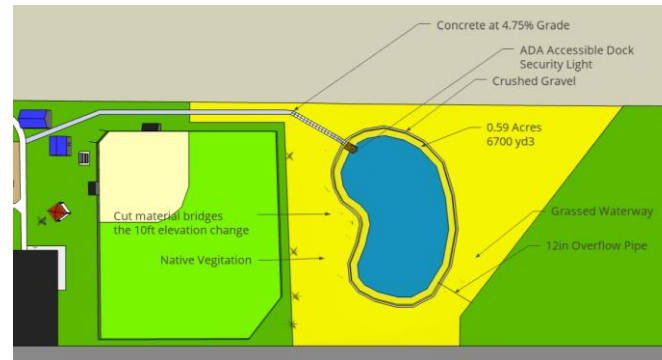 Concrete at 4.75% Grade
ADA Accessible Dock
Security Light
Crushed Gravel
0.59 Acres
6700 yd3
Cut material bridges
the 10ft elevation change
Grassed Waterway
12in Overflow Pipe
Native Vegitation